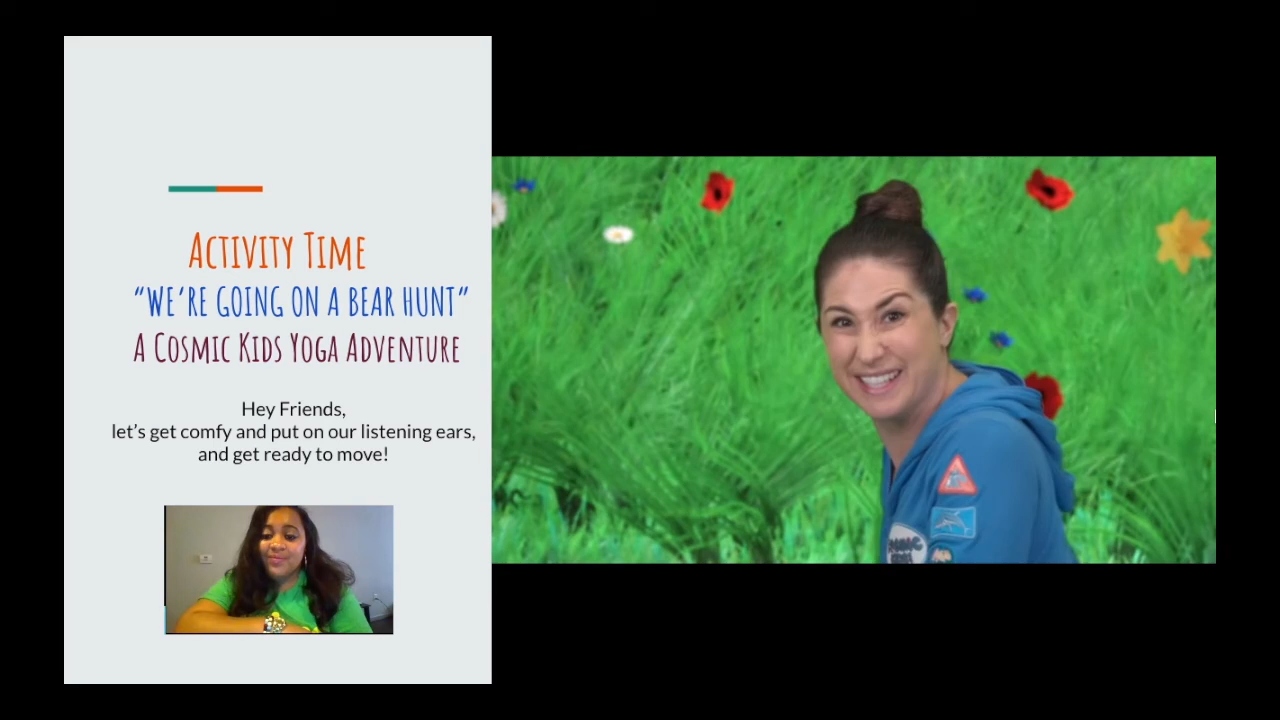 Activity Time
“WE’RE GOING ON A BEAR HUNT”
A Cosmic Kids Yoga Adventure
Hey Friends,
let’s get comfy and put on our listening ears,
and get ready to move!